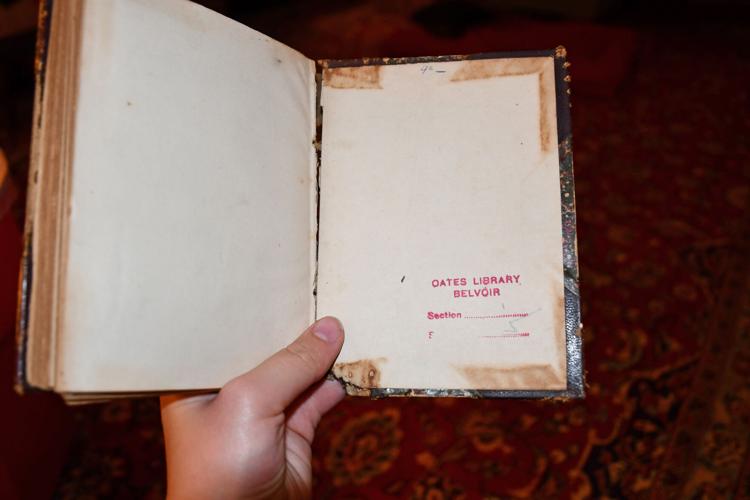 OATES LIBRARY
BELVOIR
Section
5